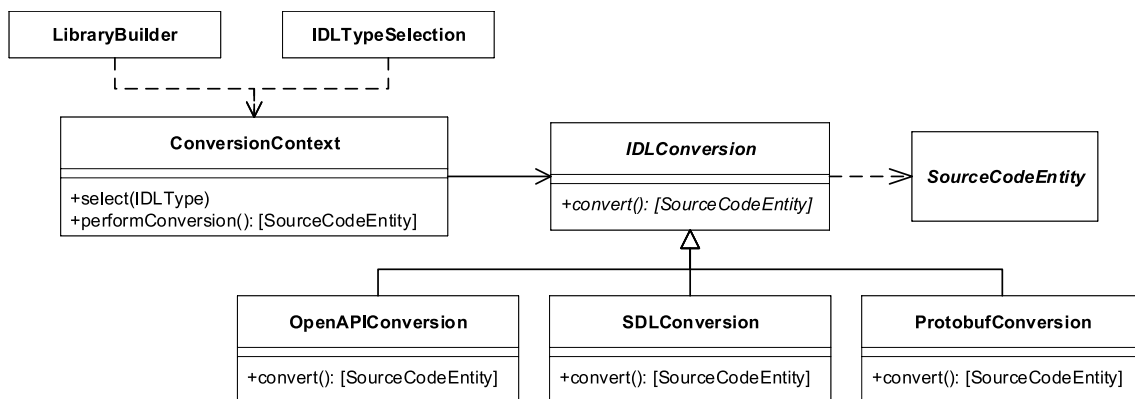 LibraryBuilder
IDLTypeSelection
ConversionContext
+select(IDLType)
+performConversion(): [SourceCodeEntity]
IDLConversion
+convert(): [SourceCodeEntity]
SourceCodeEntity
OpenAPIConversion
+convert(): [SourceCodeEntity]
SDLConversion
+convert(): [SourceCodeEntity]
ProtobufConversion
+convert(): [SourceCodeEntity]